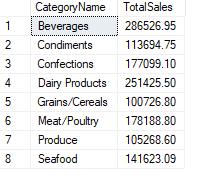 CategoryName TotalSales
1 Beverages 286526.95
2 Condiments 113694.75
3 Confections 177099.10
4 Dairy Products 251425.50
5 Grains/Cereals 100726.80
6 Meat/Poultry 178188.80
7 Produce 105268.60
8 Seafood 141623.09